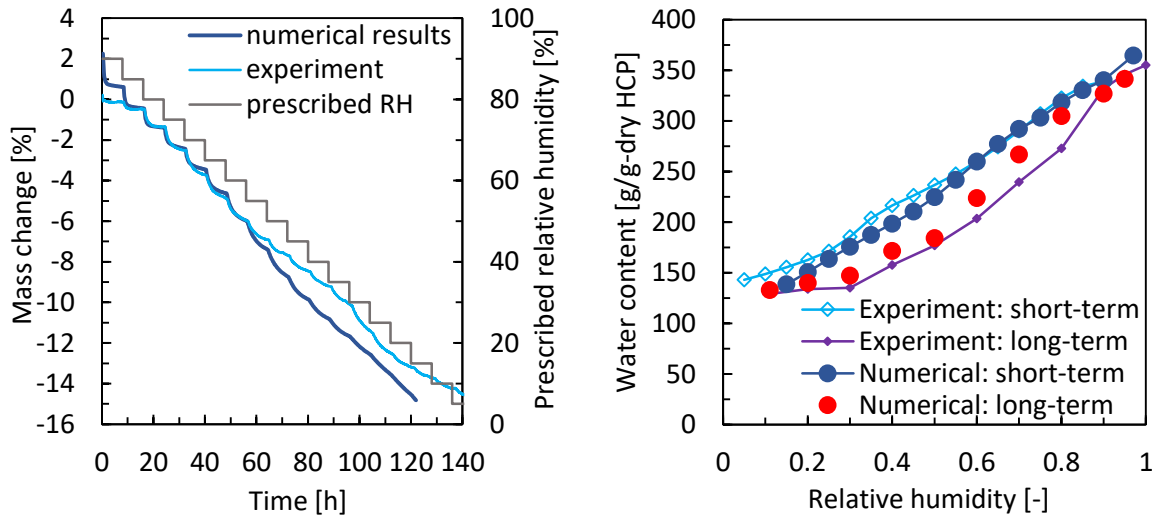 4
2
0
-2
-4
-6
-8
-10
-12
-14
-16
Mass change [%]
numerical results
experiment
prescribed RH
100
80
60
40
20
0
Prescribed relative humidity [%]
0 20 40 60 80 100 120 140
Time [h]
400
350
300
250
200
150
100
50
0
Water content [g/g-dry HCP]
Experiment: short-term
Experiment: long-term
Numerical: short-term
Numerical: long-term
0 0.2 0.4 0.6 0.8 1
Relative humidity [-]